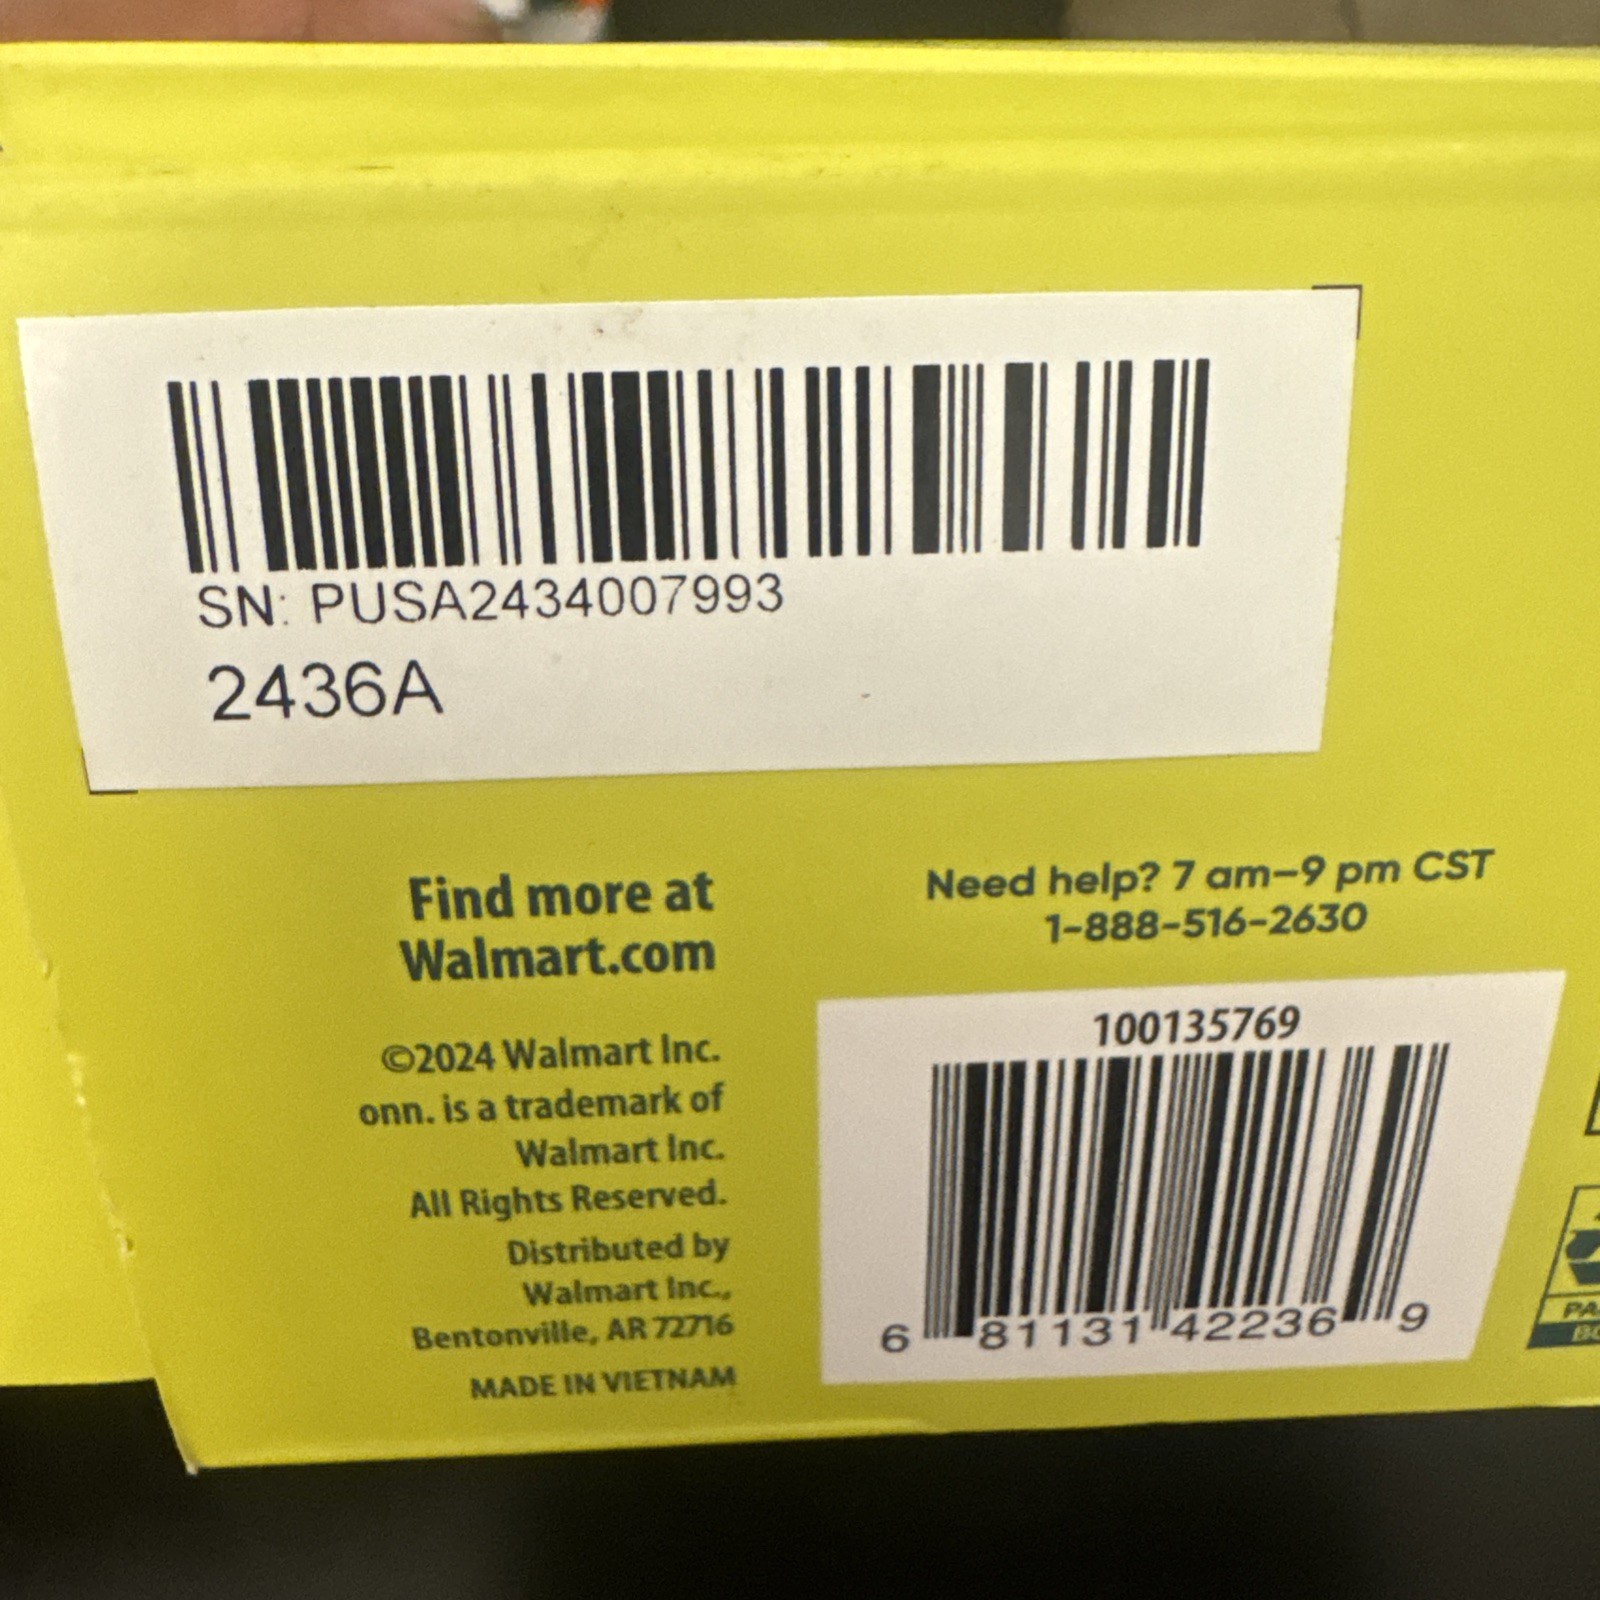 SN: PUSA2434007993
2436A
Find more at
Walmart.com
©2024 Walmart Inc.
onn. is a trademark of
Walmart Inc.
All Rights Reserved.
Distributed by
Walmart Inc.,
Bentonville, AR 72716
MADE IN VIETNAM
Need help? 7 am–9 pm CST
1-888-516-2630
100135769
6 81131 42236 9